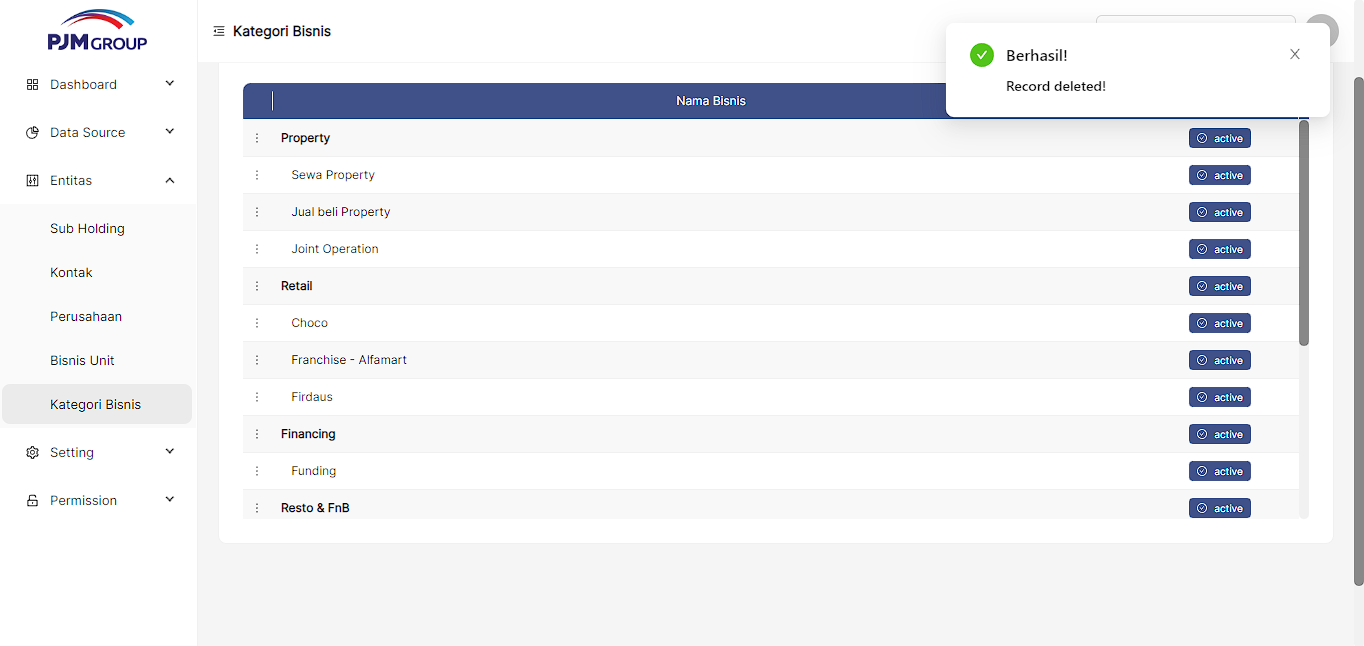 PJM GROUP
Dashboard
Data Source
Entitas
Sub Holding
Kontak
Perusahaan
Bisnis Unit
Kategori Bisnis
Setting
Permission
Kategori Bisnis
Berhasil!
Record deleted!
Nama Bisnis
Property active
Sewa Property active
Jual beli Property active
Joint Operation active
Retail active
Choco active
Franchise - Alfamart active
Firdaus active
Financing active
Funding active
Resto & FnB active